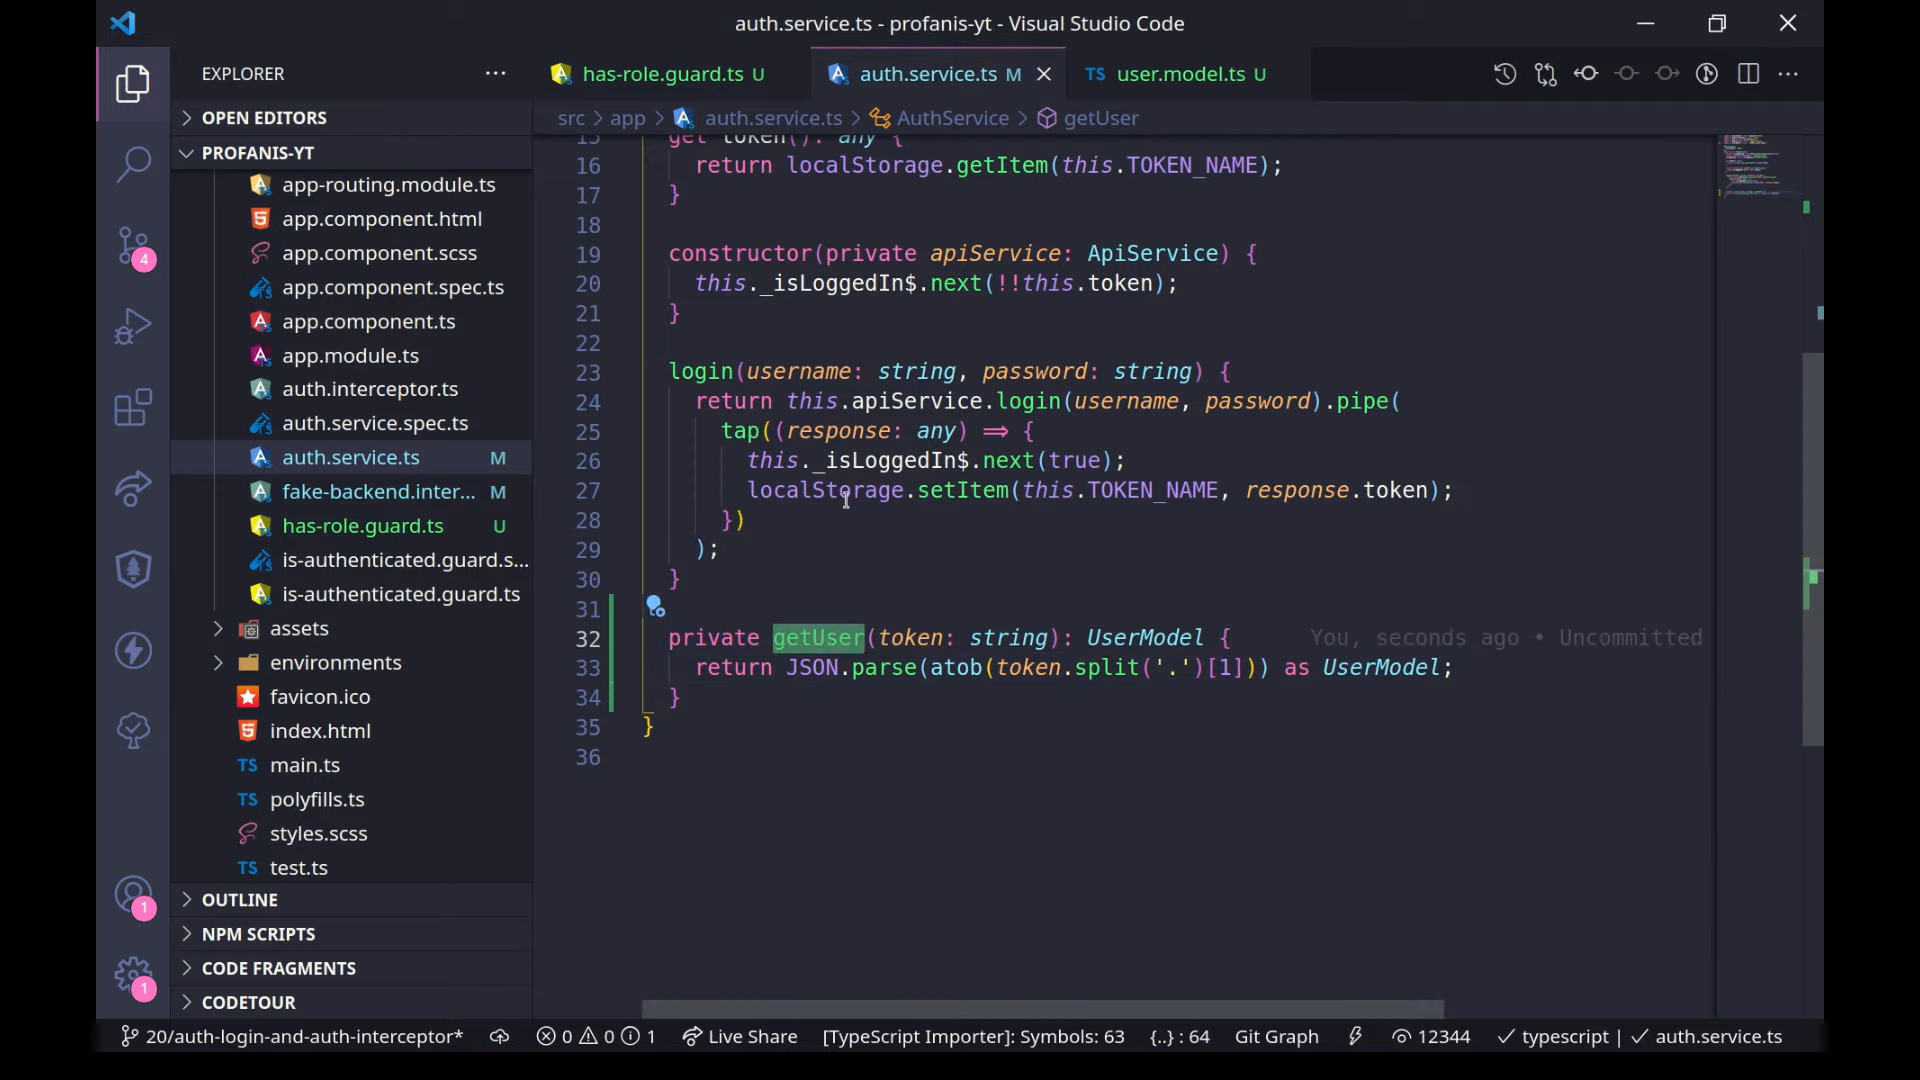 auth.service.ts - profanis-yt - Visual Studio Code
EXPLORER
has-role.guard.ts U
auth.service.ts M
TS user.model.ts U
OPEN EDITORS
src > app > auth.service.ts > AuthService > getUser
PROFANIS-YT
app-routing.module.ts
app.component.html
app.component.scss
app.component.spec.ts
app.component.ts
app.module.ts
auth.interceptor.ts
auth.service.spec.ts
auth.service.ts M
fake-backend.inter... M
has-role.guard.ts U
is-authenticated.guard.s...
is-authenticated.guard.ts
assets
environments
favicon.ico
index.html
TS main.ts
TS polyfills.ts
styles.scss
TS test.ts
OUTLINE
NPM SCRIPTS
CODE FRAGMENTS
CODETOUR
4
1
1
15 get token(): any {
16 return localStorage.getItem(this.TOKEN_NAME);
17 }
18
19 constructor(private apiService: ApiService) {
20 this._isLoggedIn$.next(!!this.token);
21 }
22
23 login(username: string, password: string) {
24 return this.apiService.login(username, password).pipe(
25 tap((response: any) => {
26 this._isLoggedIn$.next(true);
27 localStorage.setItem(this.TOKEN_NAME, response.token);
28 })
29 );
30 }
31
32 private getUser(token: string): UserModel { You, seconds ago • Uncommitted
33 return JSON.parse(atob(token.split('.')[1])) as UserModel;
34 }
35 }
36
20/auth-login-and-auth-interceptor* 0 0 1 Live Share [TypeScript Importer]: Symbols: 63 {..} : 64 Git Graph 12344 typescript | auth.service.ts